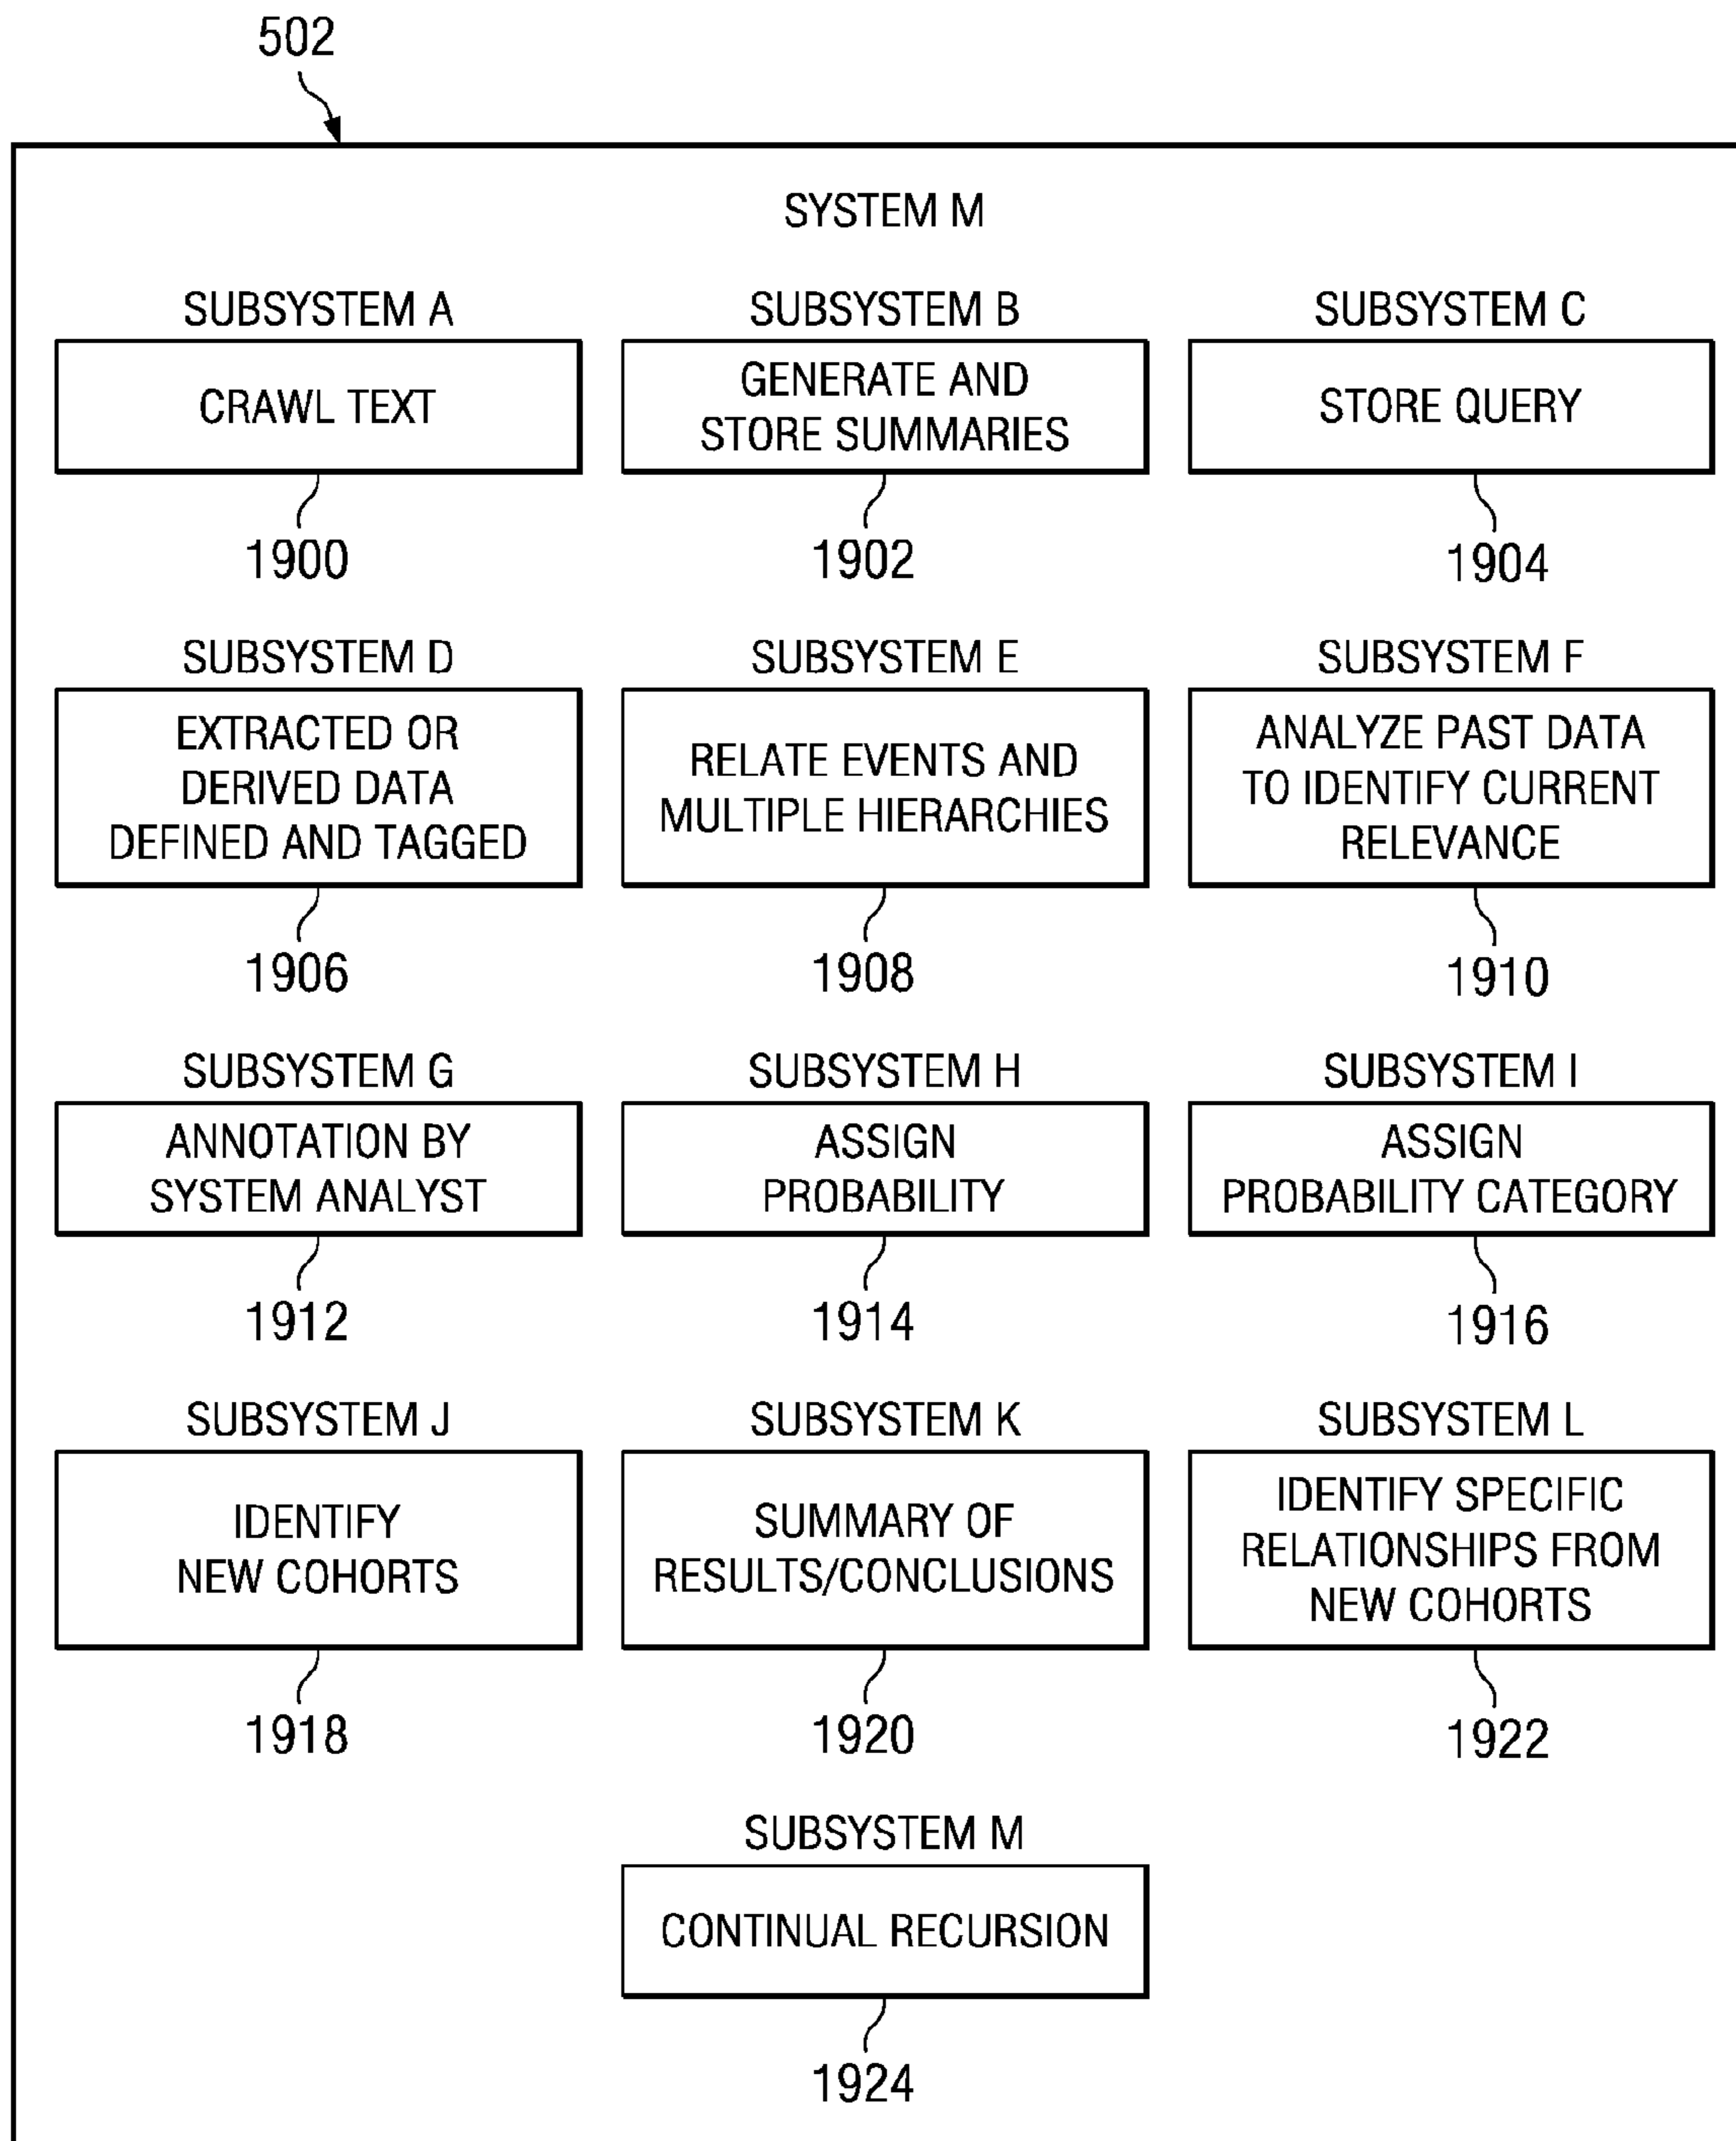 502
SYSTEM M
SUBSYSTEM A
CRAWL TEXT
1900
SUBSYSTEM B
GENERATE AND
STORE SUMMARIES
1902
SUBSYSTEM C
STORE QUERY
1904
SUBSYSTEM D
EXTRACTED OR
DERIVED DATA
DEFINED AND TAGGED
1906
SUBSYSTEM E
RELATE EVENTS AND
MULTIPLE HIERARCHIES
1908
SUBSYSTEM F
ANALYZE PAST DATA
TO IDENTIFY CURRENT
RELEVANCE
1910
SUBSYSTEM G
ANNOTATION BY
SYSTEM ANALYST
1912
SUBSYSTEM H
ASSIGN
PROBABILITY
1914
SUBSYSTEM I
ASSIGN
PROBABILITY CATEGORY
1916
SUBSYSTEM J
IDENTIFY
NEW COHORTS
1918
SUBSYSTEM K
SUMMARY OF
RESULTS/CONCLUSIONS
1920
SUBSYSTEM L
IDENTIFY SPECIFIC
RELATIONSHIPS FROM
NEW COHORTS
1922
SUBSYSTEM M
CONTINUAL RECURSION
1924